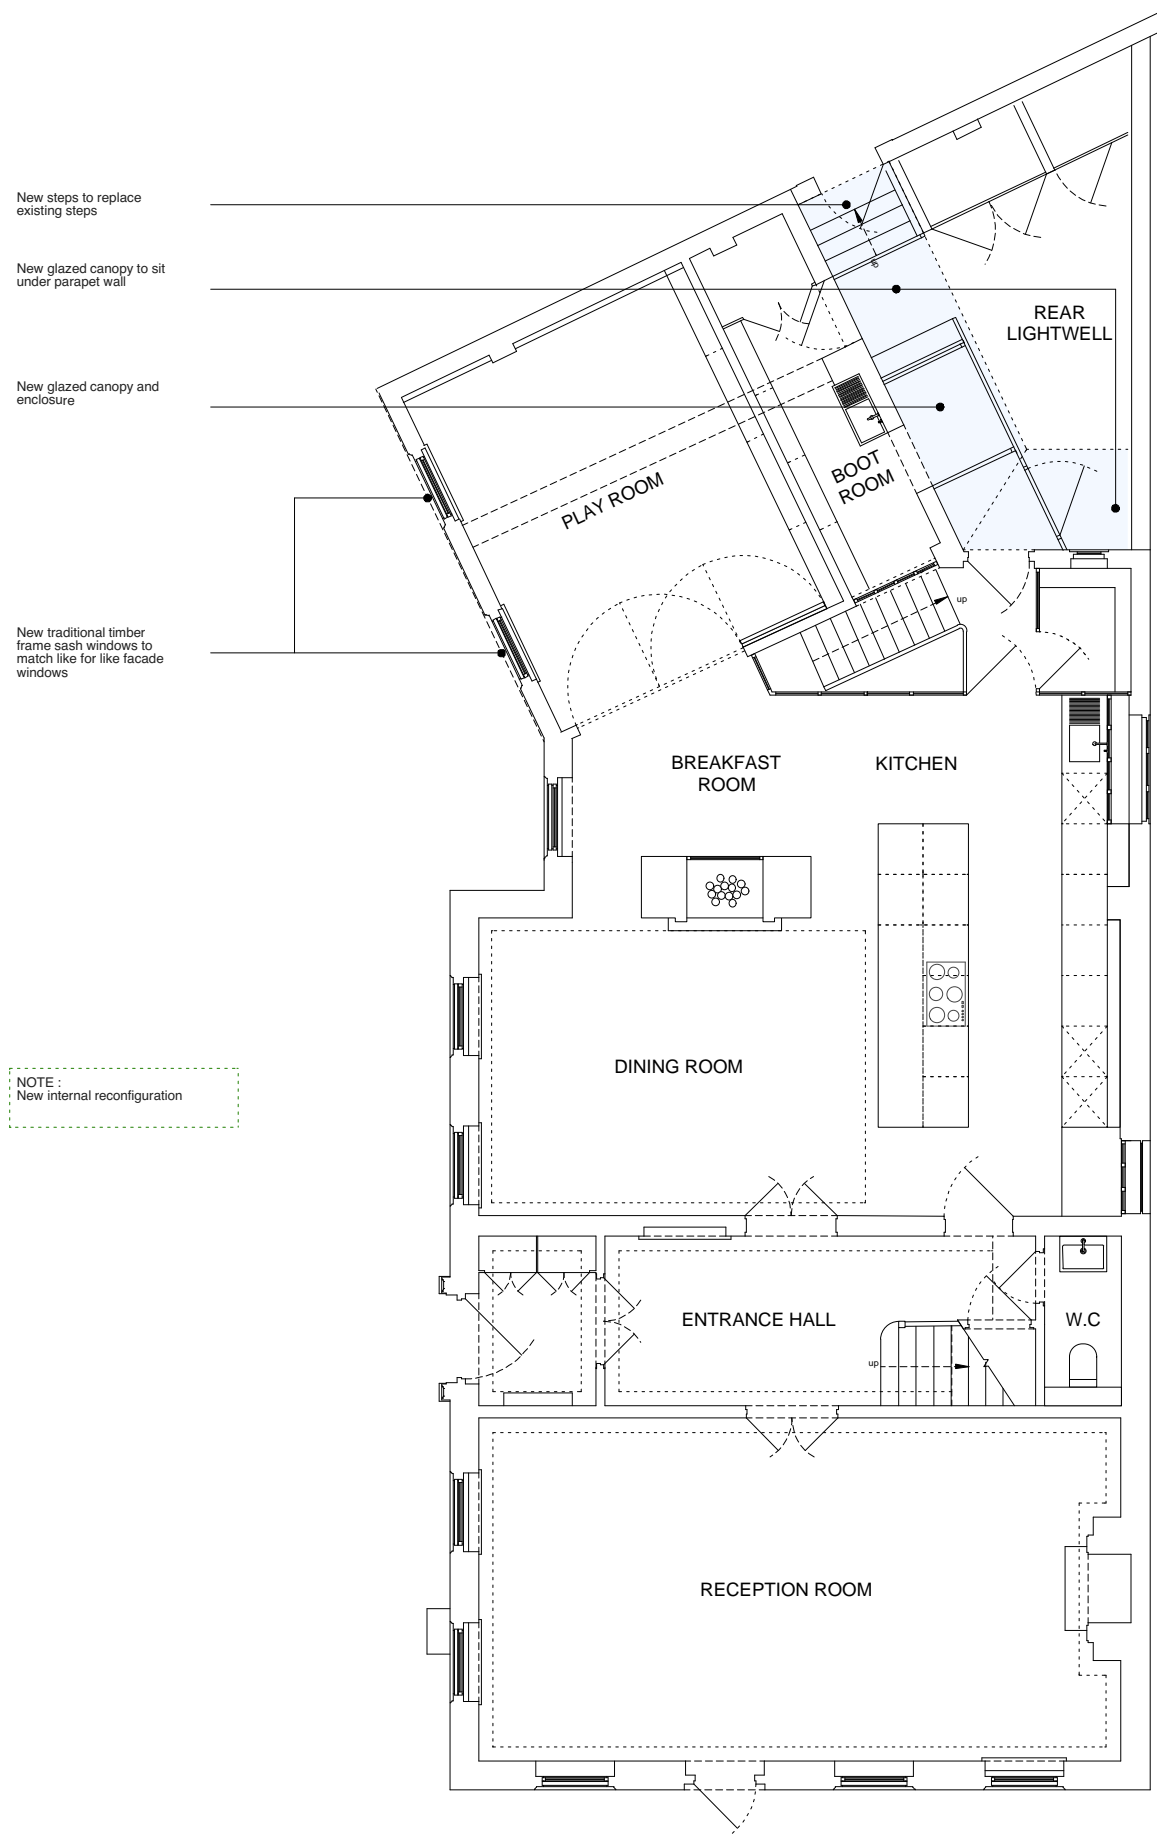 New steps to replace
existing steps
New glazed canopy to sit
under parapet wall
New glazed canopy and
enclosure
New traditional timber
frame sash windows to
match like for like facade
windows
NOTE :
New internal reconfiguration
up
REAR
LIGHTWELL
BOOT
ROOM
PLAY ROOM
up
BREAKFAST
ROOM
KITCHEN
DINING ROOM
ENTRANCE HALL
W.C
up
RECEPTION ROOM